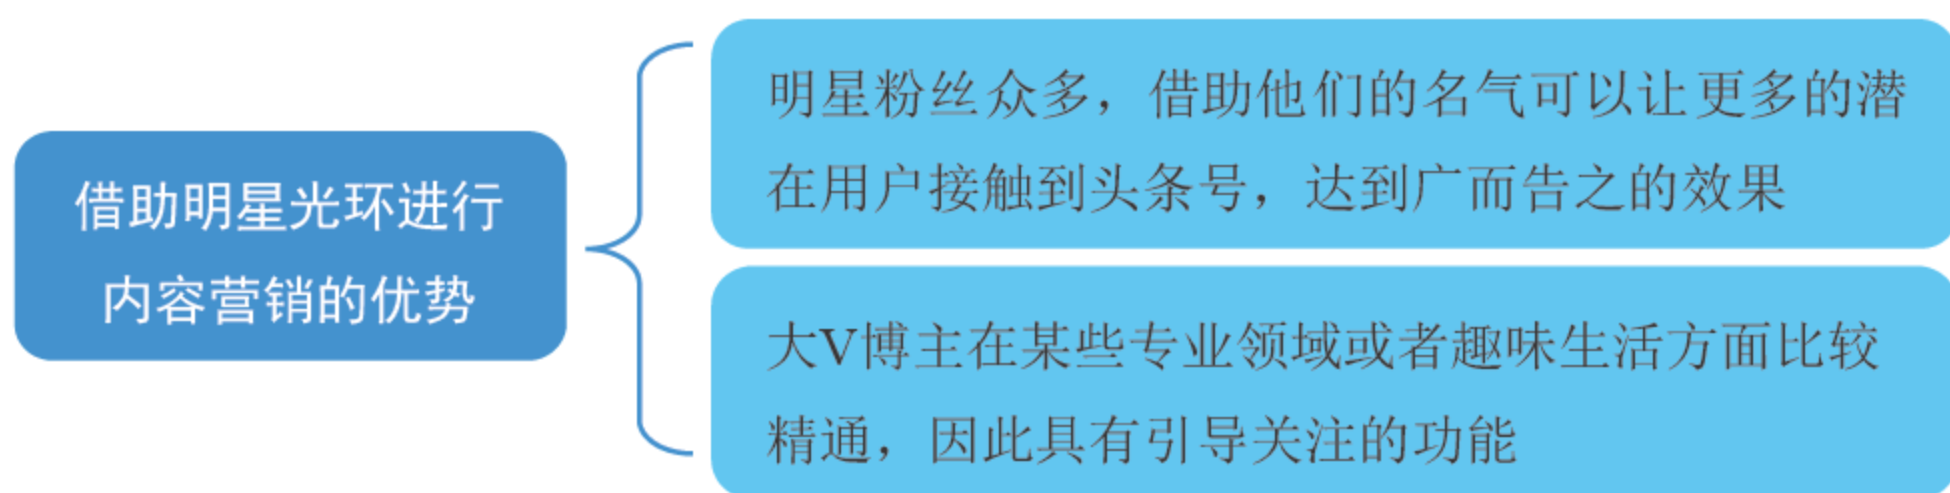 借助明星光环进行
内容营销的优势
明星粉丝众多，借助他们的名气可以让更多的潜
在用户接触到头条号，达到广而告之的效果
大V博主在某些专业领域或者趣味生活方面比较
精通，因此具有引导关注的功能